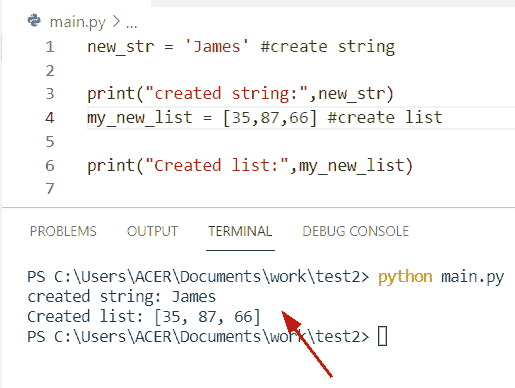 main.py > ...
1 new_str = 'James' #create string
2
3 print("created string:",new_str)
4 my_new_list = [35,87,66] #create list
5
6 print("Created list:",my_new_list)
7
PROBLEMS OUTPUT TERMINAL DEBUG CONSOLE
PS C:\Users\ACER\Documents\work\test2> python main.py
created string: James
Created list: [35, 87, 66]
PS C:\Users\ACER\Documents\work\test2>